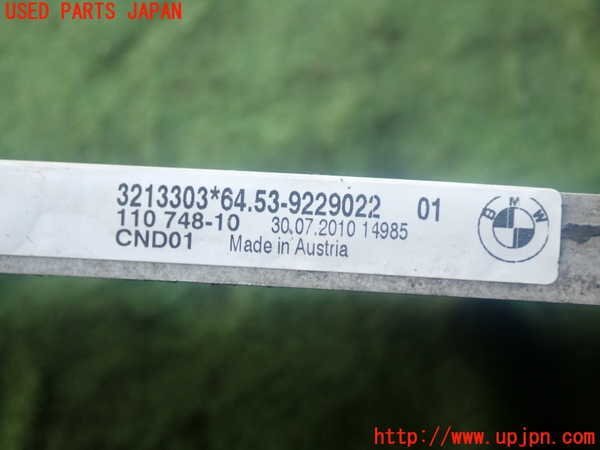 USED PARTS JAPAN
3213303*64.53-9229022 01
110 748-10 30.07.2010 14985
CND01 Made in Austria
BMW
http://www.upjpn.com/